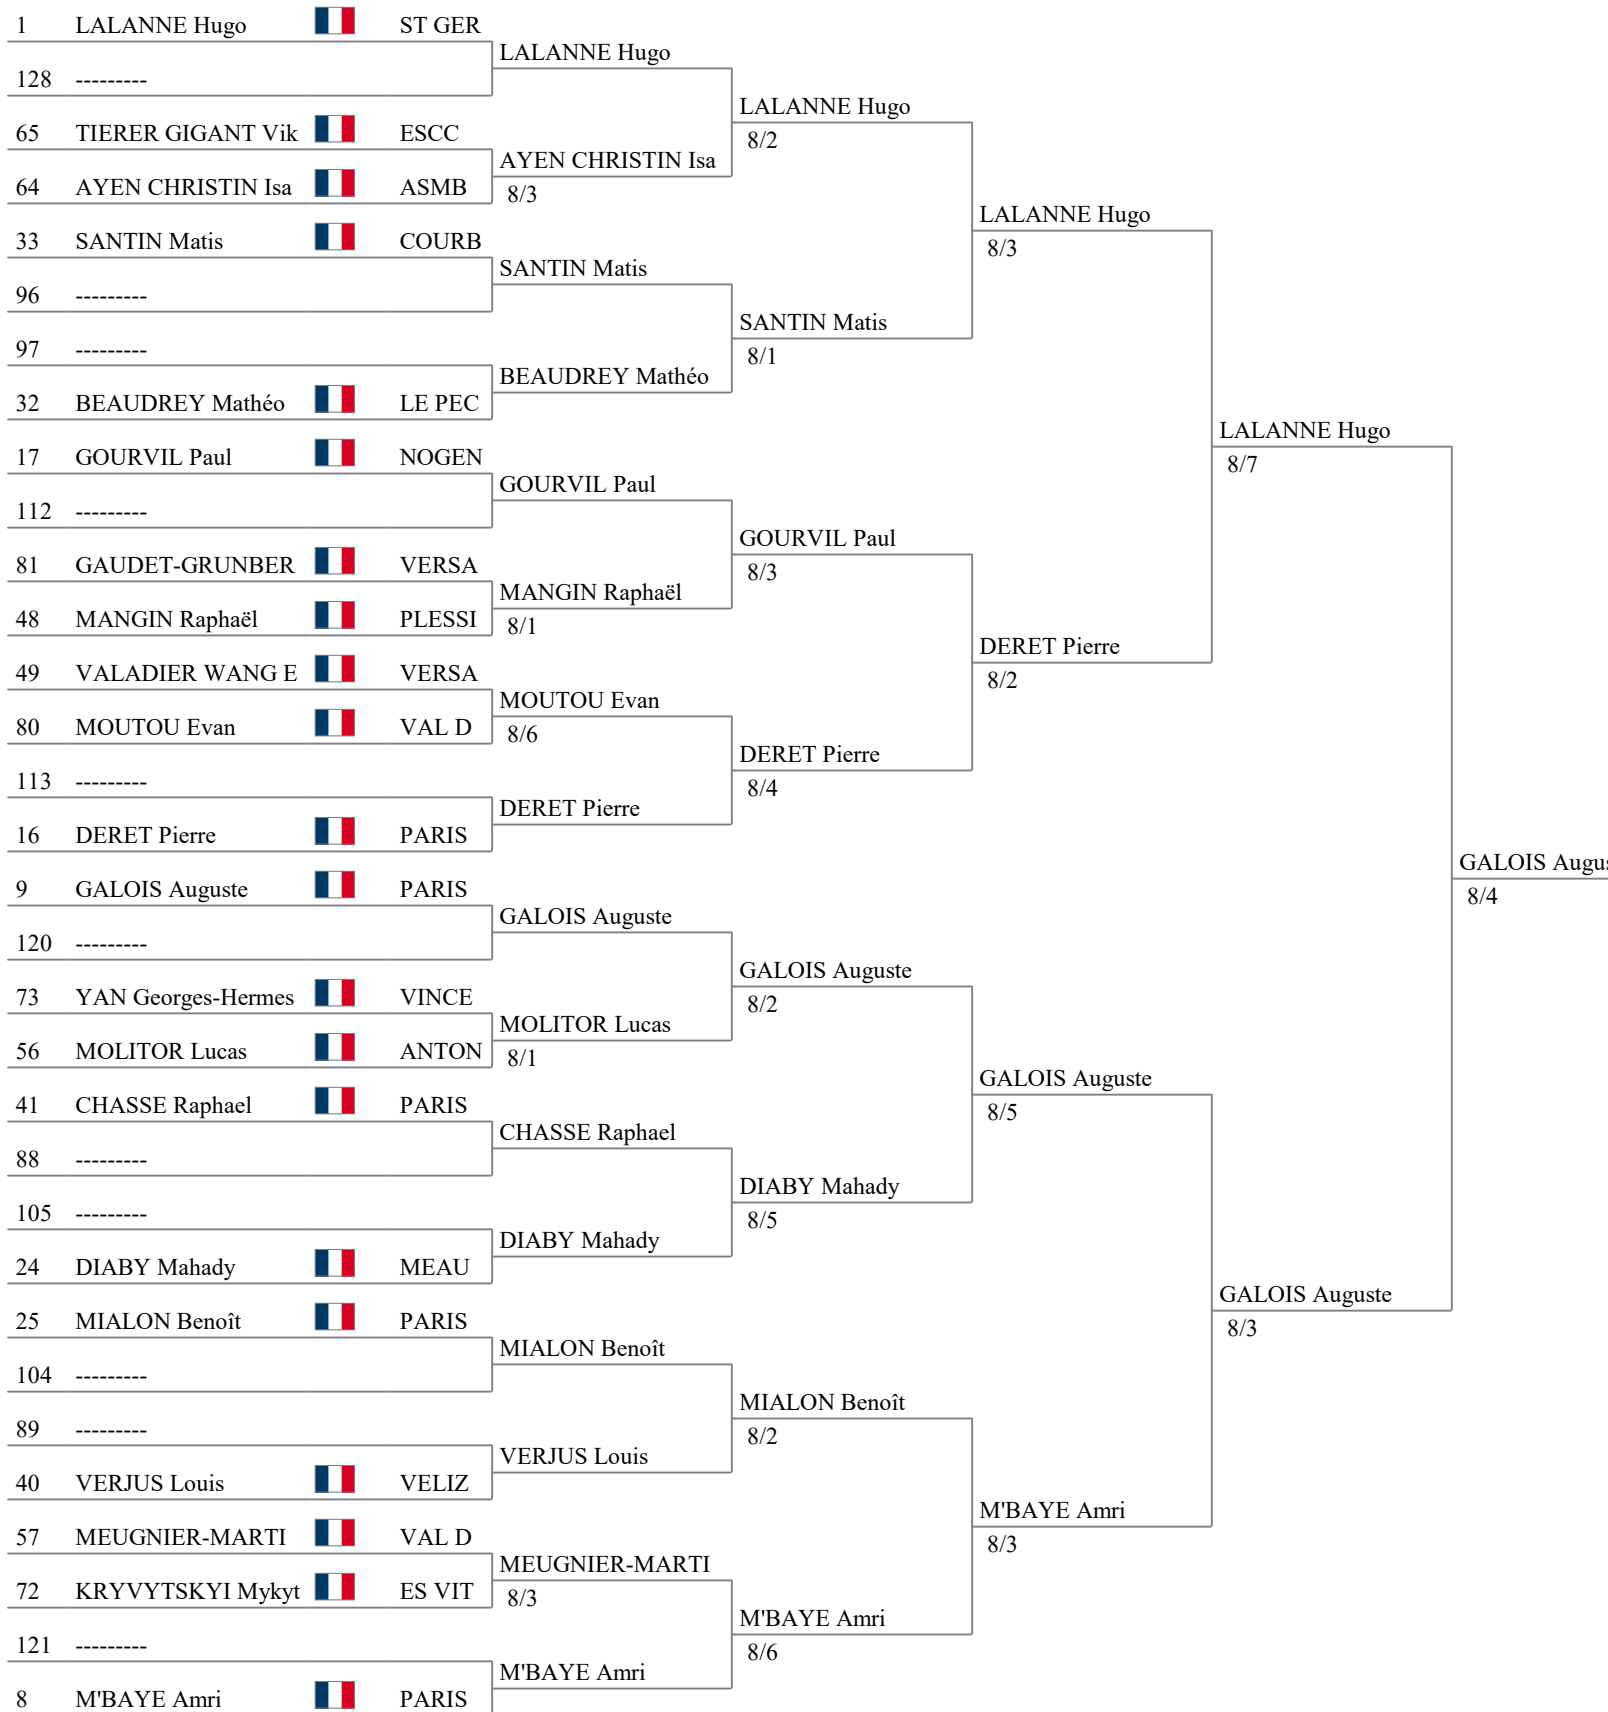 1 LALANNE Hugo ST GER
LALANNE Hugo
128 ---------
LALANNE Hugo
8/2
65 TIERER GIGANT Vik ESCC
AYEN CHRISTIN Isa
8/3
64 AYEN CHRISTIN Isa ASMB
LALANNE Hugo
8/3
33 SANTIN Matis COURB
SANTIN Matis
96 ---------
SANTIN Matis
8/1
97 ---------
BEAUDREY Mathéo
32 BEAUDREY Mathéo LE PEC
LALANNE Hugo
8/7
17 GOURVIL Paul NOGEN
GOURVIL Paul
112 ---------
GOURVIL Paul
8/3
81 GAUDET-GRUNBER VERSA
MANGIN Raphaël
8/1
48 MANGIN Raphaël PLESSI
DERET Pierre
8/2
49 VALADIER WANG E VERSA
MOUTOU Evan
8/6
80 MOUTOU Evan VAL D
DERET Pierre
8/4
113 ---------
DERET Pierre
16 DERET Pierre PARIS
GALOIS Augus
8/4
9 GALOIS Auguste PARIS
GALOIS Auguste
120 ---------
GALOIS Auguste
8/2
73 YAN Georges-Hermes VINCE
MOLITOR Lucas
8/1
56 MOLITOR Lucas ANTON
GALOIS Auguste
8/5
41 CHASSE Raphael PARIS
CHASSE Raphael
88 ---------
DIABY Mahady
8/5
105 ---------
DIABY Mahady
24 DIABY Mahady MEAU
GALOIS Auguste
8/3
25 MIALON Benoît PARIS
MIALON Benoît
104 ---------
MIALON Benoît
8/2
89 ---------
VERJUS Louis
40 VERJUS Louis VELIZ
M'BAYE Amri
8/3
57 MEUGNIER-MARTI VAL D
MEUGNIER-MARTI
8/3
72 KRYVYTSKYI Mykyt ES VIT
M'BAYE Amri
8/6
121 ---------
M'BAYE Amri
8 M'BAYE Amri PARIS